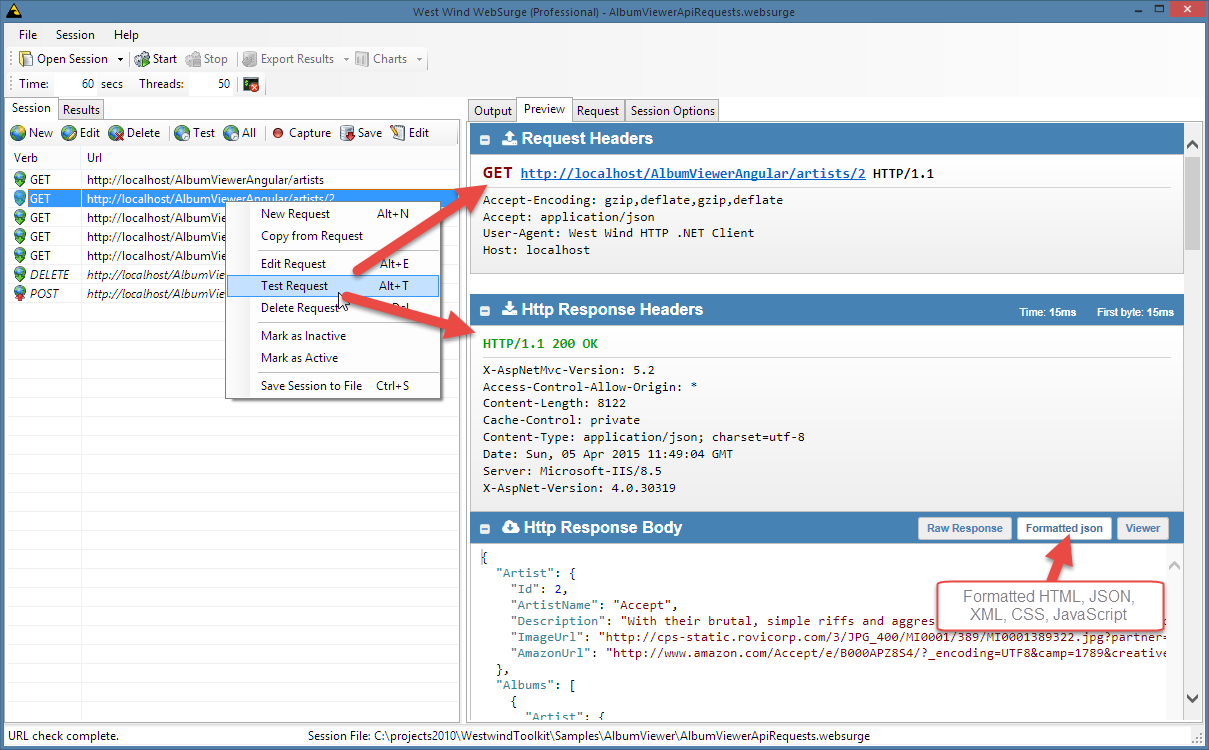 West Wind WebSurge (Professional) - AlbumViewerApiRequests.websurge
File Session Help
Open Session Start Stop Export Results Charts
Time: 60 secs Threads: 50
Session Results
New Edit Delete Test All Capture Save Edit
Verb Url
GET http://localhost/AlbumViewerAngular/artists
GET http://localhost/AlbumViewerAngular/artists/2
GET http://localhost/AlbumVie
GET http://localhost/AlbumVie
GET http://localhost/AlbumVie
DELETE http://localhost/AlbumVie
POST http://localhost/AlbumVie
New Request Alt+N
Copy from Request
Edit Request Alt+E
Test Request Alt+T
Delete Request Del
Mark as Inactive
Mark as Active
Save Session to File Ctrl+S
Output Preview Request Session Options
Request Headers
GET http://localhost/AlbumViewerAngular/artists/2 HTTP/1.1
Accept-Encoding: gzip,deflate,gzip,deflate
Accept: application/json
User-Agent: West Wind HTTP .NET Client
Host: localhost
Http Response Headers Time: 15ms First byte: 15ms
HTTP/1.1 200 OK
X-AspNetMvc-Version: 5.2
Access-Control-Allow-Origin: *
Content-Length: 8122
Cache-Control: private
Content-Type: application/json; charset=utf-8
Date: Sun, 05 Apr 2015 11:49:04 GMT
Server: Microsoft-IIS/8.5
X-AspNet-Version: 4.0.30319
Http Response Body Raw Response Formatted json Viewer
{
"Artist": {
"Id": 2,
"ArtistName": "Accept",
"Description": "With their brutal, simple riffs and aggres
"ImageUrl": "http://cps-static.rovicorp.com/3/JPG_400/MI0001/389/MI0001389322.jpg?partner=
"AmazonUrl": "http://www.amazon.com/Accept/e/B000APZ8S4/?_encoding=UTF8&camp=1789&creative
},
"Albums": [
{
"Artist": {
Formatted HTML, JSON,
XML, CSS, JavaScript
URL check complete. Session File: C:\projects2010\WestwindToolkit\Samples\AlbumViewer\AlbumViewerApiRequests.websurge